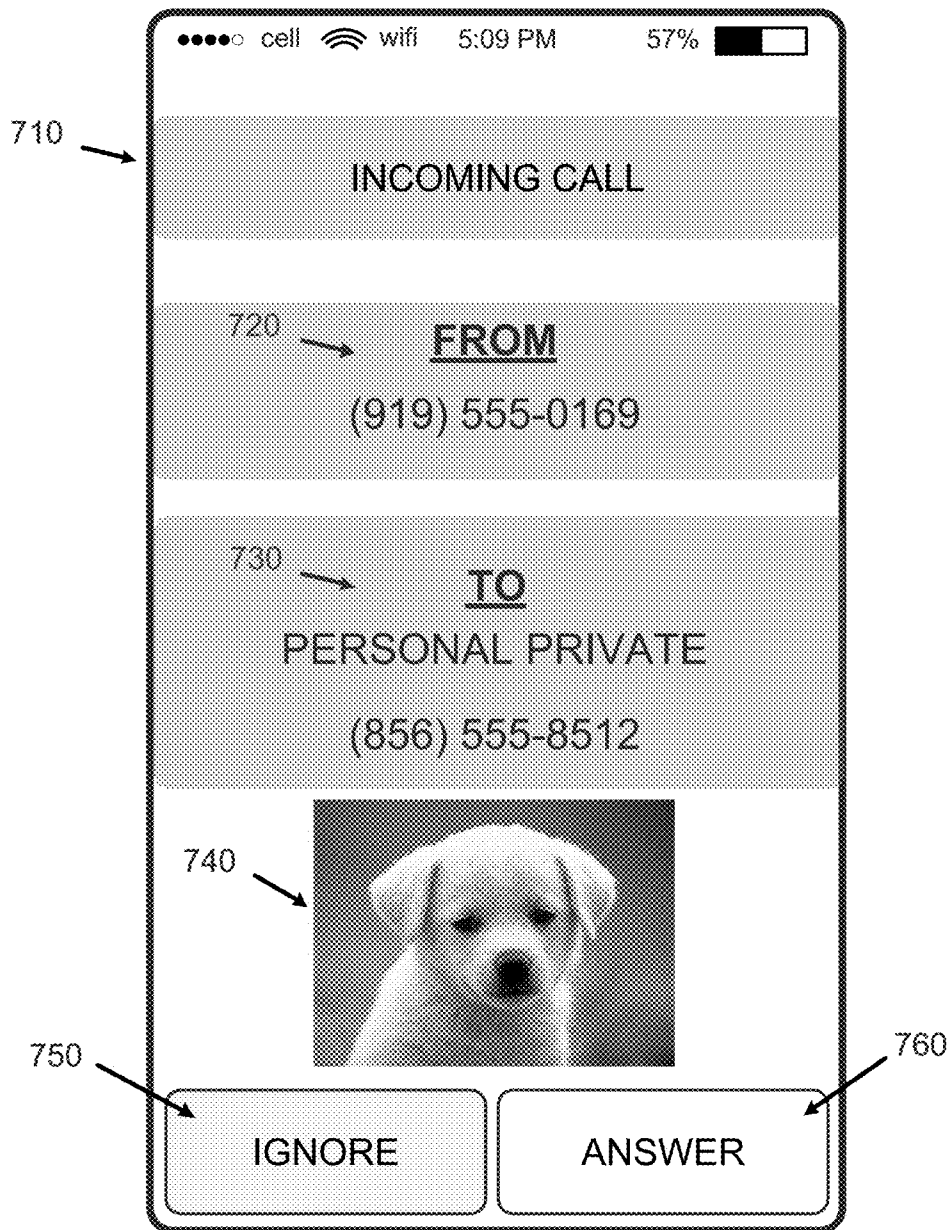 cell wifi 5:09 PM 57%
710
INCOMING CALL
720
FROM
(919) 555-0169
730
TO
PERSONAL PRIVATE
(856) 555-8512
740
750
760
IGNORE ANSWER